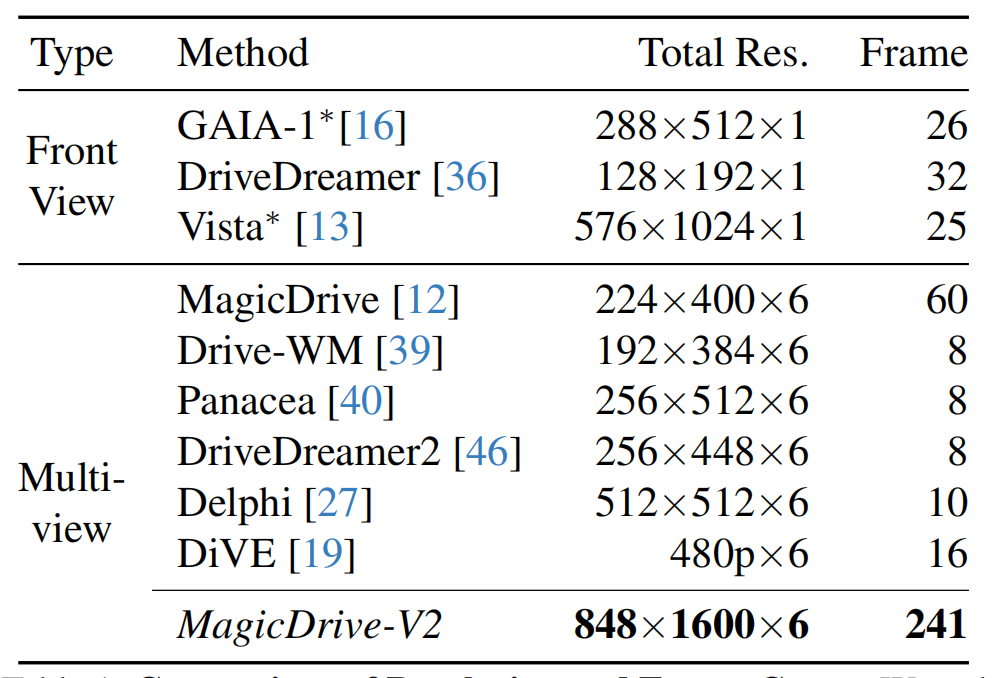 Type Method Total Res. Frame
Front View
GAIA-1*[16] 288×512×1 26
DriveDreamer [36] 128×192×1 32
Vista* [13] 576×1024×1 25
Multi-view
MagicDrive [12] 224×400×6 60
Drive-WM [39] 192×384×6 8
Panacea [40] 256×512×6 8
DriveDreamer2 [46] 256×448×6 8
Delphi [27] 512×512×6 10
DiVE [19] 480p×6 16
MagicDrive-V2 848×1600×6 241